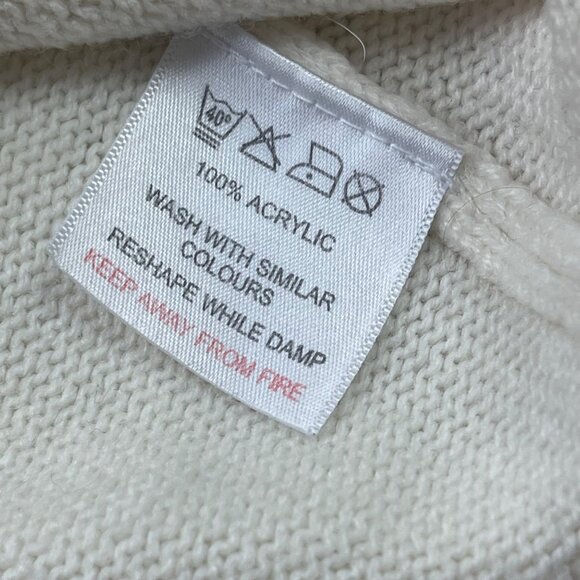 40°
100% ACRYLIC
WASH WITH SIMILAR
COLOURS
RESHAPE WHILE DAMP
KEEP AWAY FROM FIRE